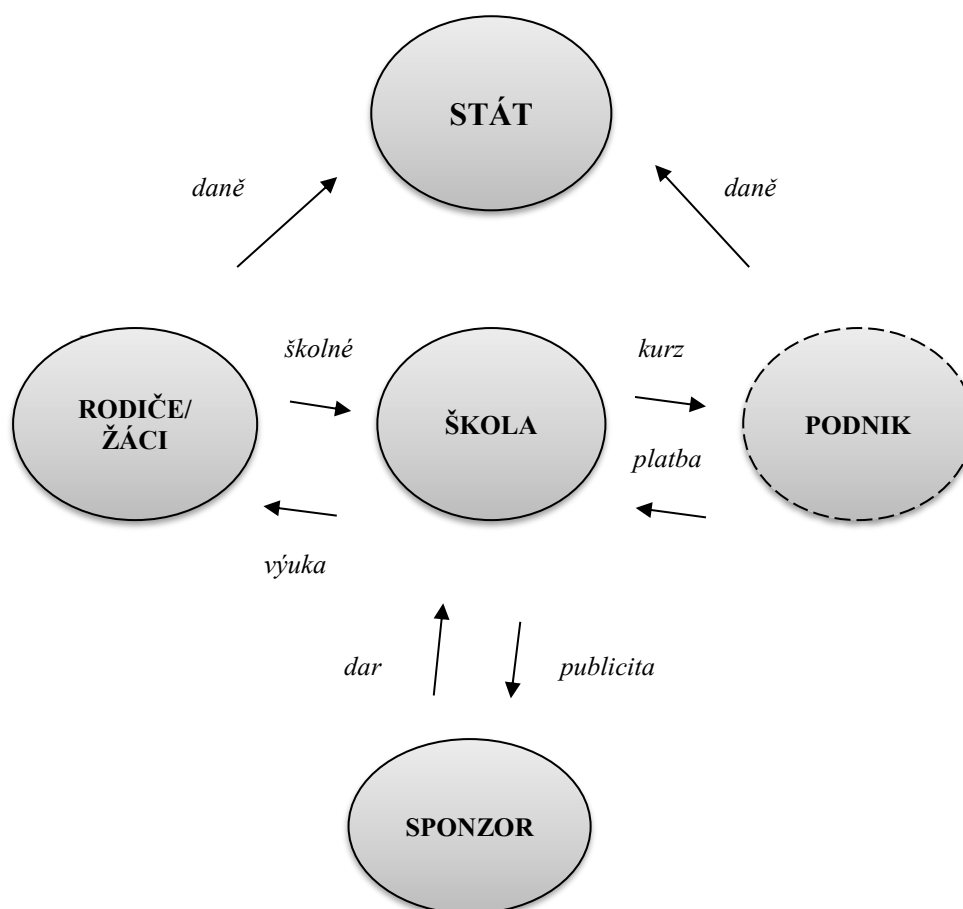 STÁT
daně
daně
školné
kurz
RODIČE/
ŽÁCI
ŠKOLA
PODNIK
platba
výuka
dar
publicita
SPONZOR